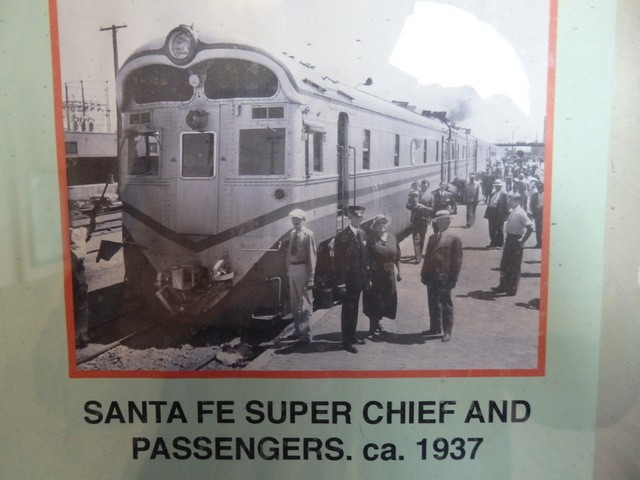 SANTA FE SUPER CHIEF AND
PASSENGERS. ca. 1937